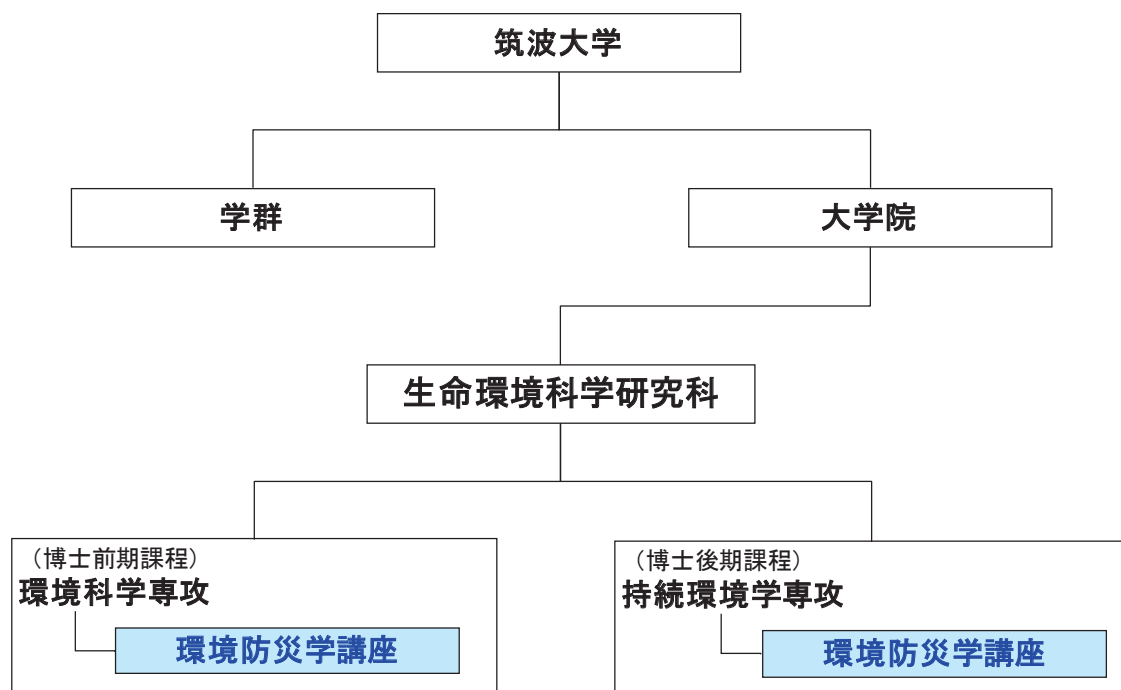 筑波大学
学群
大学院
生命環境科学研究科
（博士前期課程）
環境科学専攻
環境防災学講座
（博士後期課程）
持続環境学専攻
環境防災学講座